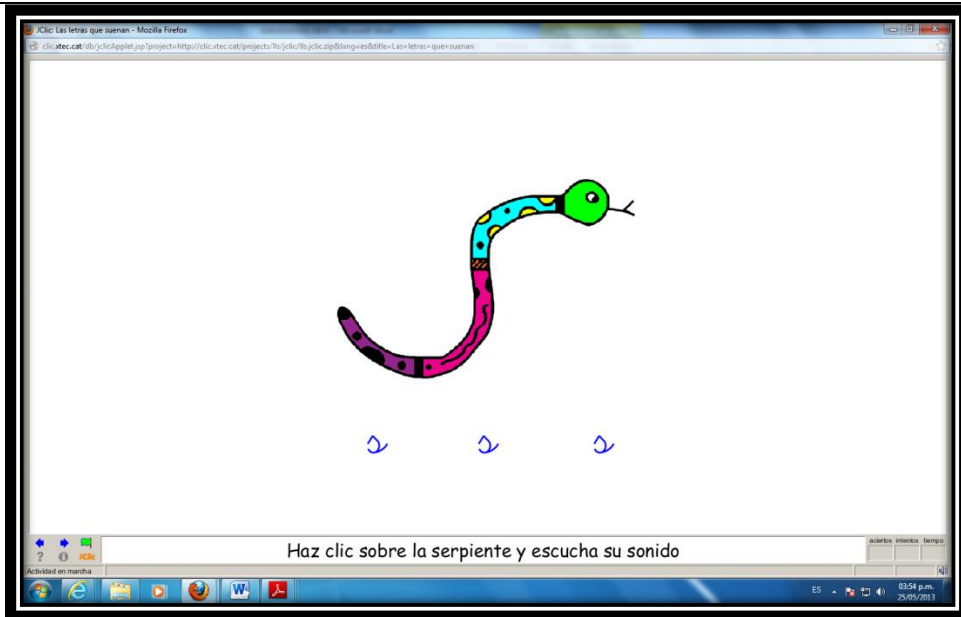 JClic: Las letras que suenan - Mozilla Firefox
clic.xtec.cat/db/jclicApplet.jsp?project=http://clic.xtec.cat/projects/lls/jclic/lls.jclic.zip&lang=es&title=Las+letras+que+suenan
s s s
Haz clic sobre la serpiente y escucha su sonido
aciertos intentos tiempo
? i JClic
Actividad en marcha
ES
03:54 p.m.
25/05/2013